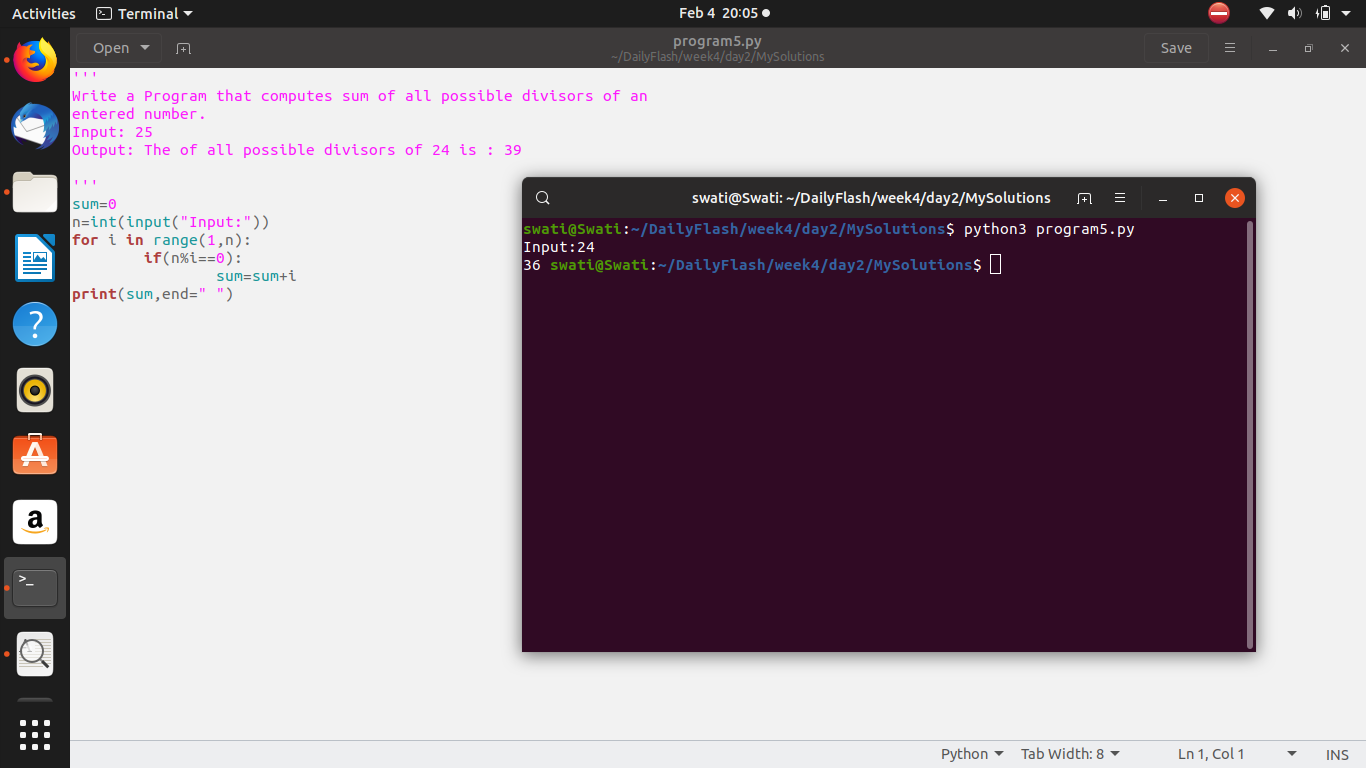 Activities
Terminal
Feb 4 20:05
Open
program5.py
~/DailyFlash/week4/day2/MySolutions
Save
'''
Write a Program that computes sum of all possible divisors of an
entered number.
Input: 25
Output: The of all possible divisors of 24 is : 39
'''
sum=0
n=int(input("Input:"))
for i in range(1,n):
        if(n%i==0):
                sum=sum+i
print(sum,end=" ")
swati@Swati: ~/DailyFlash/week4/day2/MySolutions
swati@Swati:~/DailyFlash/week4/day2/MySolutions$ python3 program5.py
Input:24
36 swati@Swati:~/DailyFlash/week4/day2/MySolutions$
?
a
>_
Python
Tab Width: 8
Ln 1, Col 1
INS